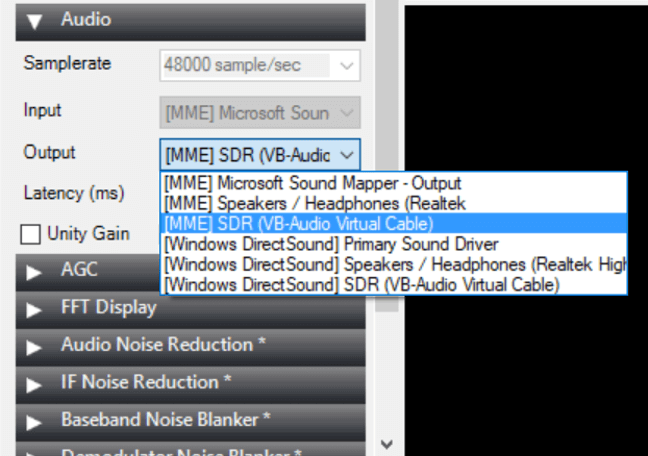 Audio
Samplerate
48000 sample/sec
Input
[MME] Microsoft Soun
Output
[MME] SDR (VB-Audic
Latency (ms)
[MME] Microsoft Sound Mapper - Output
[MME] Speakers / Headphones (Realtek
[MME] SDR (VB-Audio Virtual Cable)
[Windows DirectSound] Primary Sound Driver
[Windows DirectSound] Speakers / Headphones (Realtek High
[Windows DirectSound] SDR (VB-Audio Virtual Cable)
Unity Gain
AGC
FFT Display
Audio Noise Reduction *
IF Noise Reduction *
Baseband Noise Blanker *
Demodulator Noise Blanker *